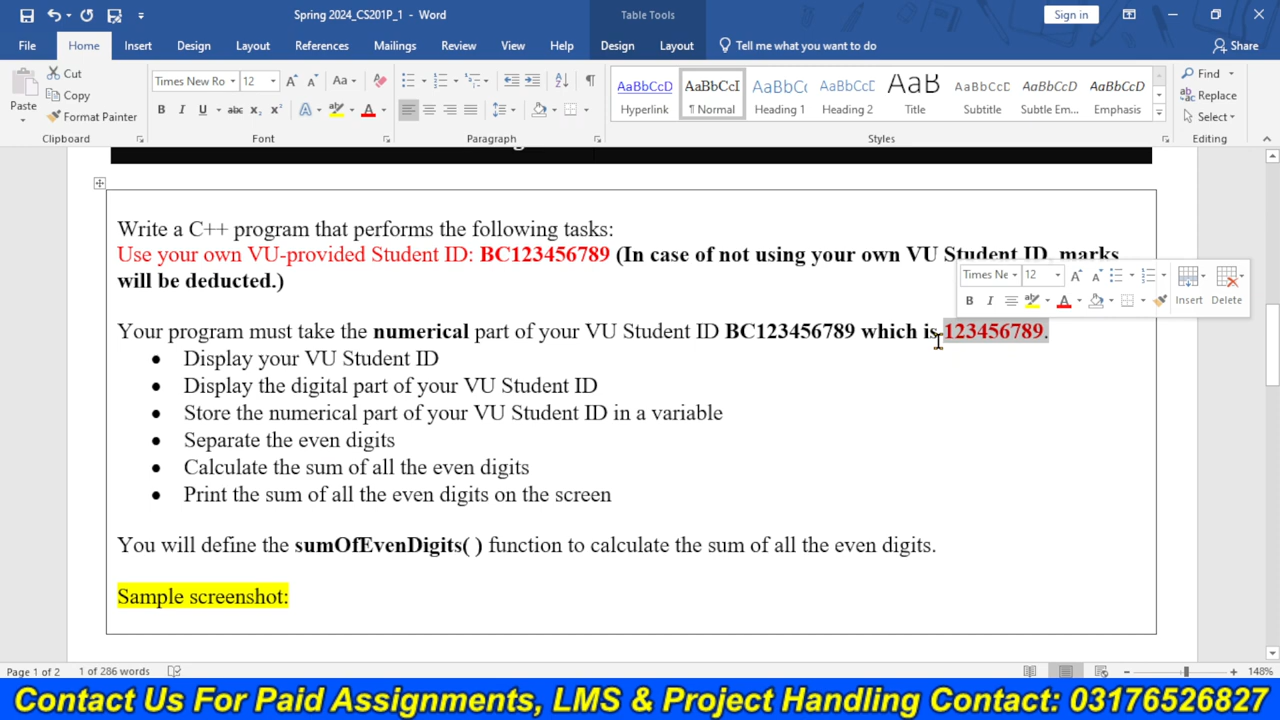 Spring 2024_CS201P_1 - Word
Table Tools
Sign in
File Home Insert Design Layout References Mailings Review View Help Design Layout Tell me what you want to do Share
Paste
Cut
Copy
Format Painter
Times New Ro 12
AaBbCcD AaBbCcI AaBbCc AaBbCcD AaB AaBbCcD AaBbCcD AaBbCcD
Hyperlink ¶ Normal Heading 1 Heading 2 Title Subtitle Subtle Em... Emphasis
Find
Replace
Select
Clipboard Font Paragraph Styles Editing
Write a C++ program that performs the following tasks:
Use your own VU-provided Student ID: BC123456789 (In case of not using your own VU Student ID, marks
will be deducted.)
Times Ne 12
Insert Delete
Your program must take the numerical part of your VU Student ID BC123456789 which is 123456789.
• Display your VU Student ID
• Display the digital part of your VU Student ID
• Store the numerical part of your VU Student ID in a variable
• Separate the even digits
• Calculate the sum of all the even digits
• Print the sum of all the even digits on the screen
You will define the sumOfEvenDigits( ) function to calculate the sum of all the even digits.
Sample screenshot:
Page 1 of 2 1 of 286 words 148%
Contact Us For Paid Assignments, LMS & Project Handling Contact: 03176526827